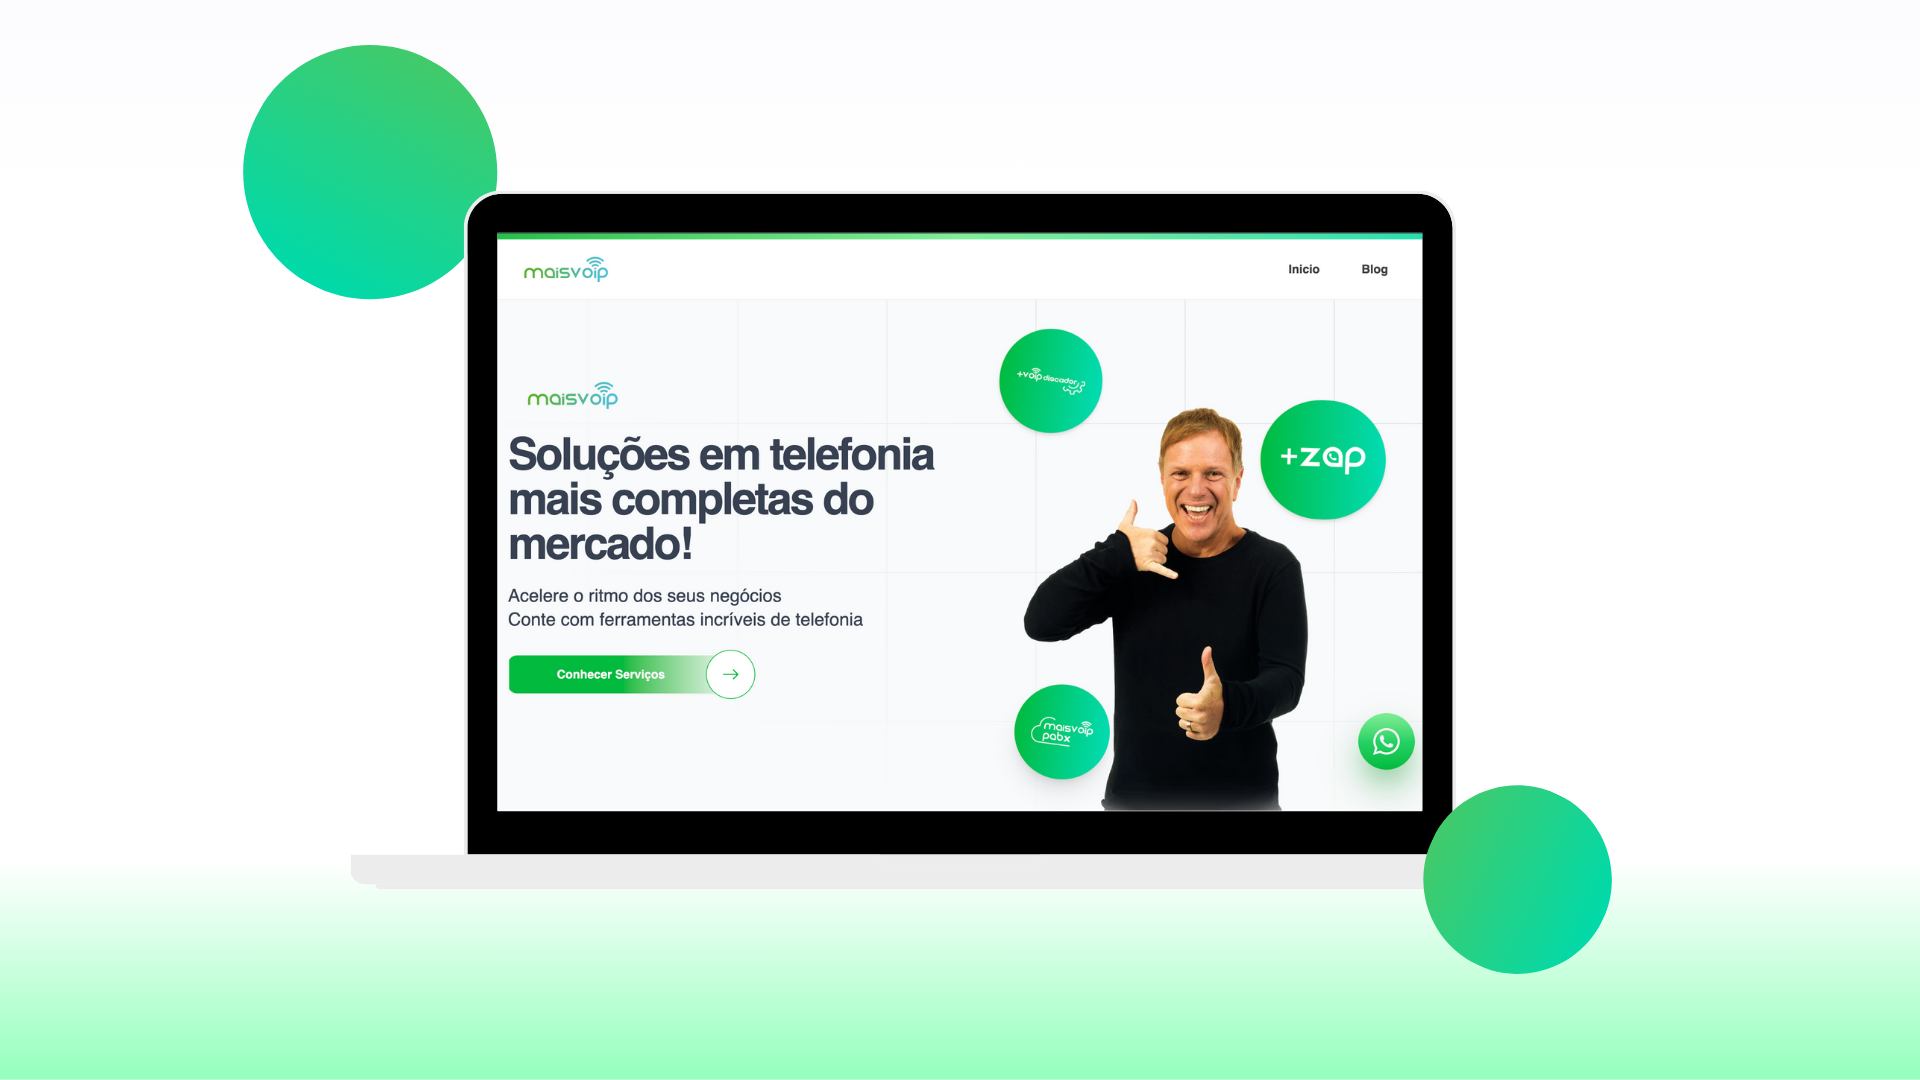 maisvoip
Inicio
Blog
maisvoip
Soluções em telefonia
mais completas do
mercado!
Acelere o ritmo dos seus negócios
Conte com ferramentas incríveis de telefonia
Conhecer Serviços
+voip discador
+zap
maisvoip
pabx